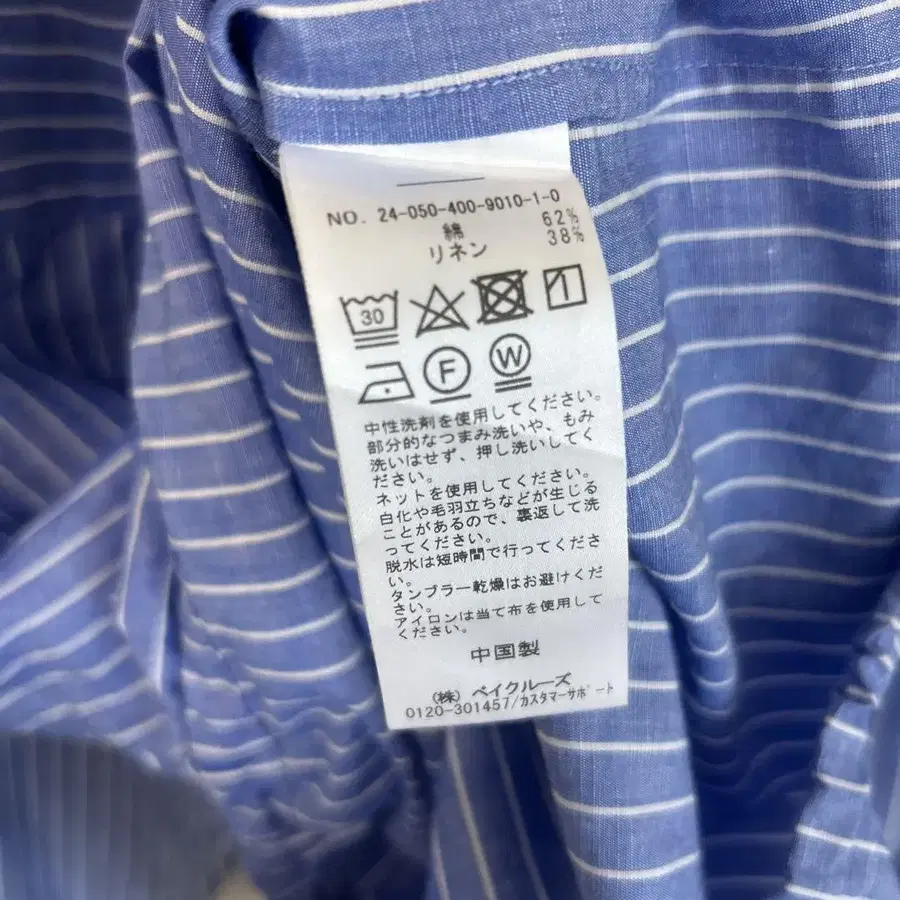 NO. 24-050-400-9010-1-0
綿 62%
リネン 38%
30
F W
中性洗剤を使用してください。
部分的なつまみ洗いや、もみ
洗いはせず、押し洗いしてく
ださい。
ネットを使用してください。
白化や毛羽立ちなどが生じる
ことがあるので、裏返して洗
ってください。
脱水は短時間で行ってくださ
い。
タンブラー乾燥はお避けくだ
さい。
アイロンは当て布を使用して
ください。
中国製
(株) ベイクルーズ
0120-301457/カスタマーサポート